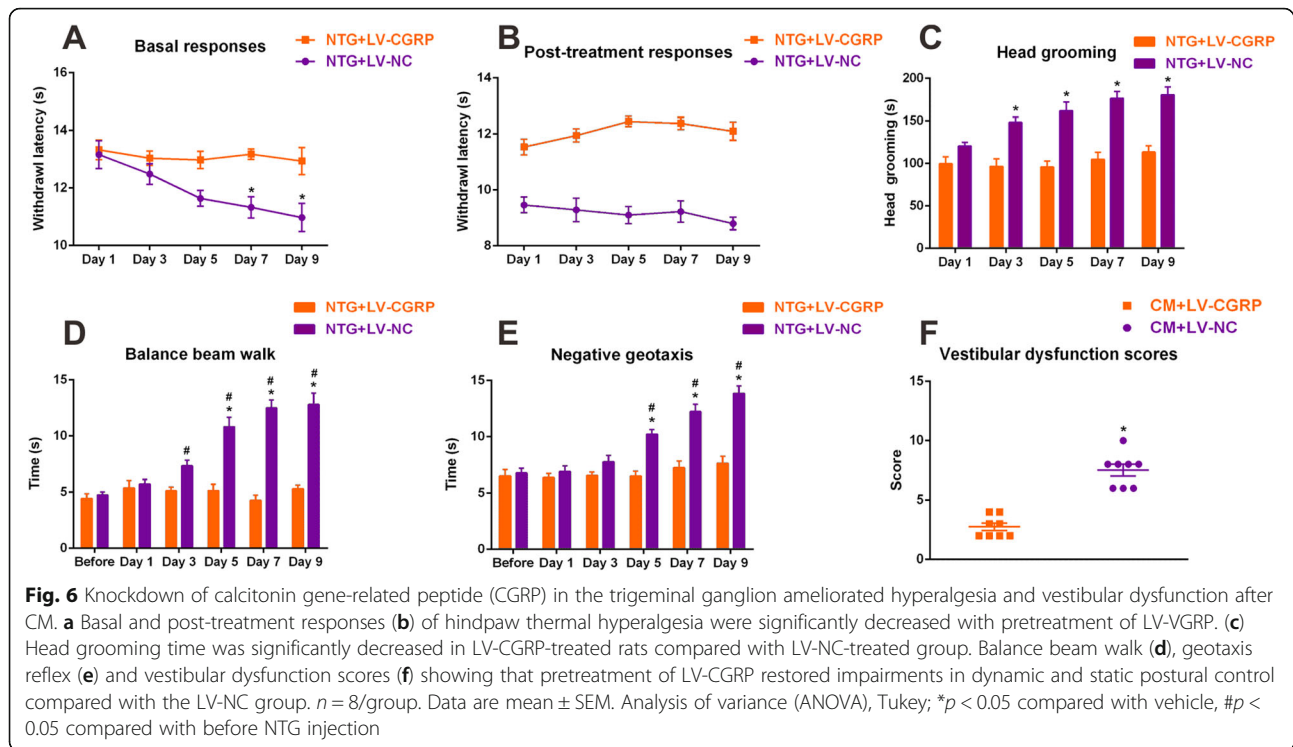 A
Basal responses
NTG+LV-CGRP
NTG+LV-NC
Withdrawl latency (s)
16
14
12
10
Day 1 Day 3 Day 5 Day 7 Day 9
* *
B
Post-treatment responses
NTG+LV-CGRP
NTG+LV-NC
Withdrawl latency (s)
14
12
10
8
Day 1 Day 3 Day 5 Day 7 Day 9
C
Head grooming
NTG+LV-CGRP
NTG+LV-NC
Head grooming (s)
200
150
100
50
0
Day 1 Day 3 Day 5 Day 7 Day 9
* * * *
D
Balance beam walk
NTG+LV-CGRP
NTG+LV-NC
Time (s)
15
10
5
0
Before Day 1 Day 3 Day 5 Day 7 Day 9
# # # #
* * *
E
Negative geotaxis
NTG+LV-CGRP
NTG+LV-NC
Time (s)
15
10
5
0
Before Day 1 Day 3 Day 5 Day 7 Day 9
# # #
* * *
F
Vestibular dysfunction scores
CM+LV-CGRP
CM+LV-NC
Score
15
10
5
0
*
Fig. 6 Knockdown of calcitonin gene-related peptide (CGRP) in the trigeminal ganglion ameliorated hyperalgesia and vestibular dysfunction after
CM. a Basal and post-treatment responses (b) of hindpaw thermal hyperalgesia were significantly decreased with pretreatment of LV-VGRP. (c)
Head grooming time was significantly decreased in LV-CGRP-treated rats compared with LV-NC-treated group. Balance beam walk (d), geotaxis
reflex (e) and vestibular dysfunction scores (f) showing that pretreatment of LV-CGRP restored impairments in dynamic and static postural control
compared with the LV-NC group. n = 8/group. Data are mean ± SEM. Analysis of variance (ANOVA), Tukey; *p < 0.05 compared with vehicle, #p <
0.05 compared with before NTG injection